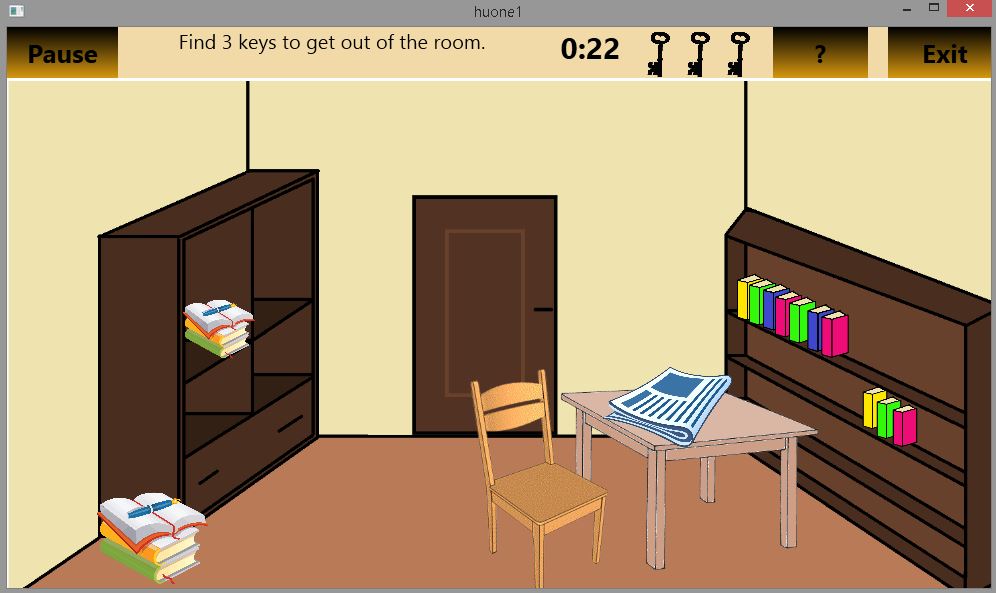 huone1
Pause
Find 3 keys to get out of the room.
0:22
?
Exit